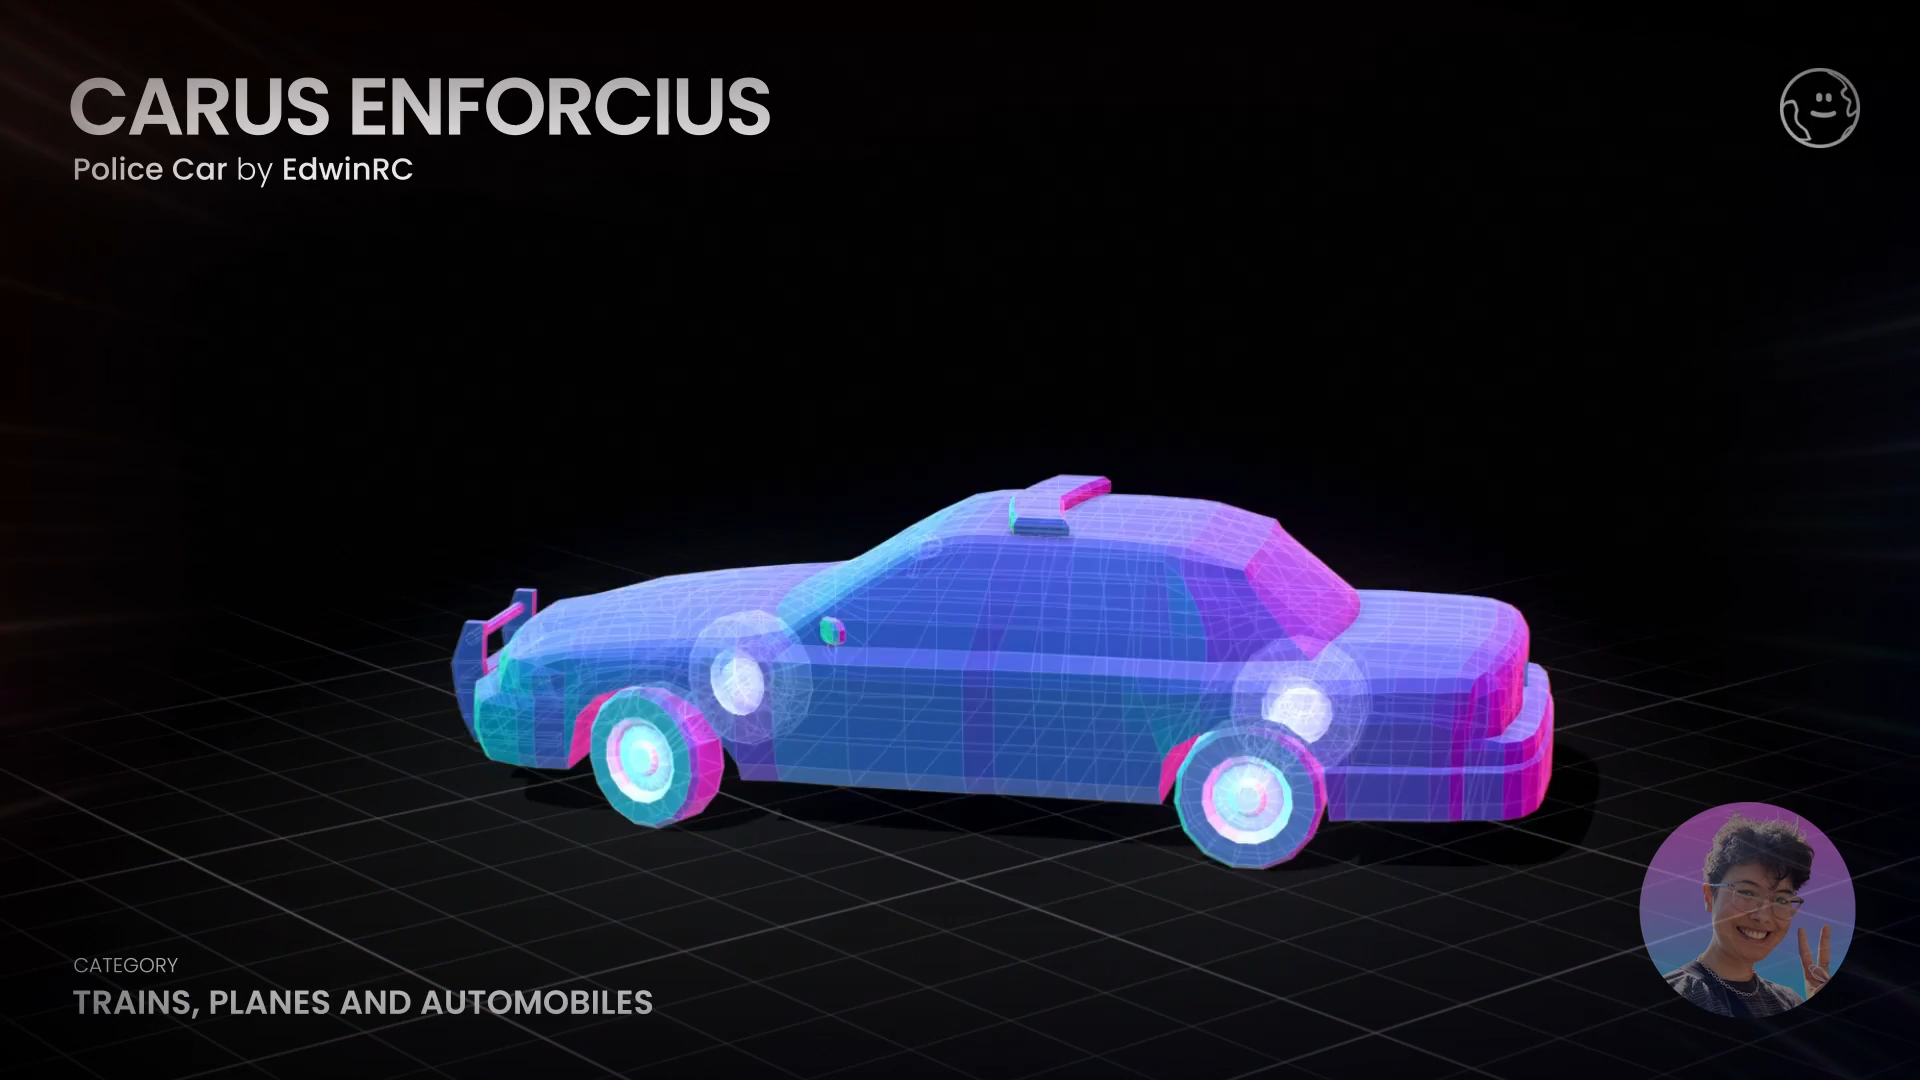 CARUS ENFORCIUS
Police Car by EdwinRC
CATEGORY
TRAINS, PLANES AND AUTOMOBILES